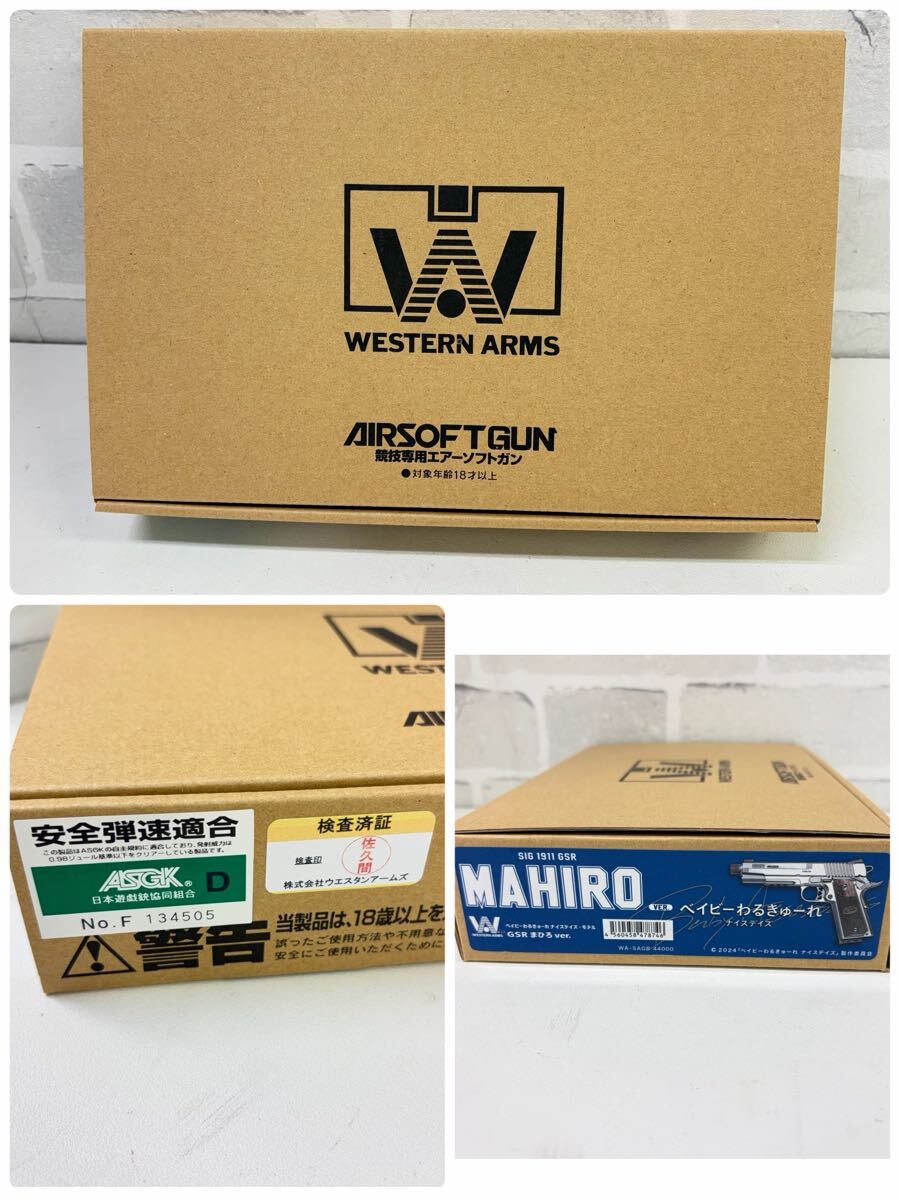 WESTERN ARMS
AIRSOFTGUN
競技専用エアーソフトガン
●対象年齢18才以上
WES
AI
安全弾速適合
この製品はASGKの自主規約に適合しており、発射威力は
0.98ジュール基準以下をクリアーしている製品です。
ASGK® D
日本遊戯銃協同組合
No.F 134505
検査済証
検査印
佐久間
株式会社ウエスタンアームズ
警告
当製品は、18歳以上を
誤ったご使用方法や不用意な
安全にご使用いただくために
WESTERN ARMS
AIRSOFTGUN
SIG 1911 GSR
MAHIRO
VER.
ベイビーわるきゅーれ
ナイスデイズ
WESTERN ARMS
ベイビーわるきゅーれ ナイスデイズ・モデル
GSR まひろ ver.
4 560458 478746
WA-SAGB-44000
©2024「ベイビーわるきゅーれ ナイスデイズ」製作委員会